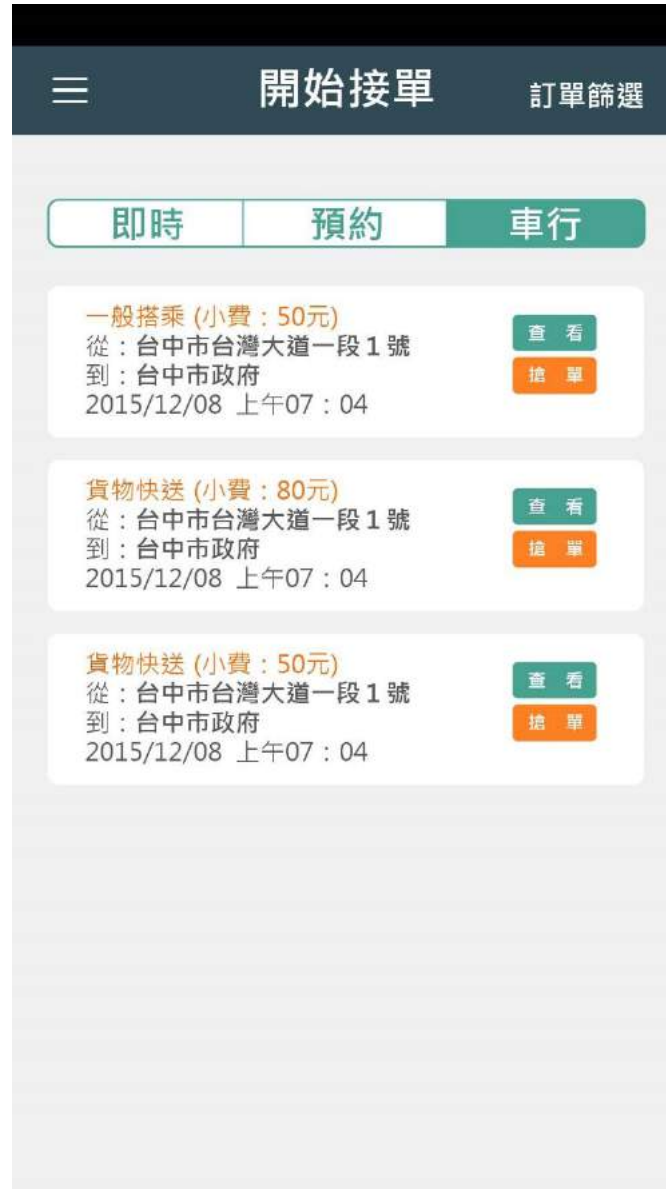 開始接單
訂單篩選
即時
預約
車行
一般搭乘 (小費：50元)
從：台中市台灣大道一段1號
到：台中市政府
2015/12/08 上午07：04
查 看
搶 單
貨物快送 (小費：80元)
從：台中市台灣大道一段1號
到：台中市政府
2015/12/08 上午07：04
查 看
搶 單
貨物快送 (小費：50元)
從：台中市台灣大道一段1號
到：台中市政府
2015/12/08 上午07：04
查 看
搶 單